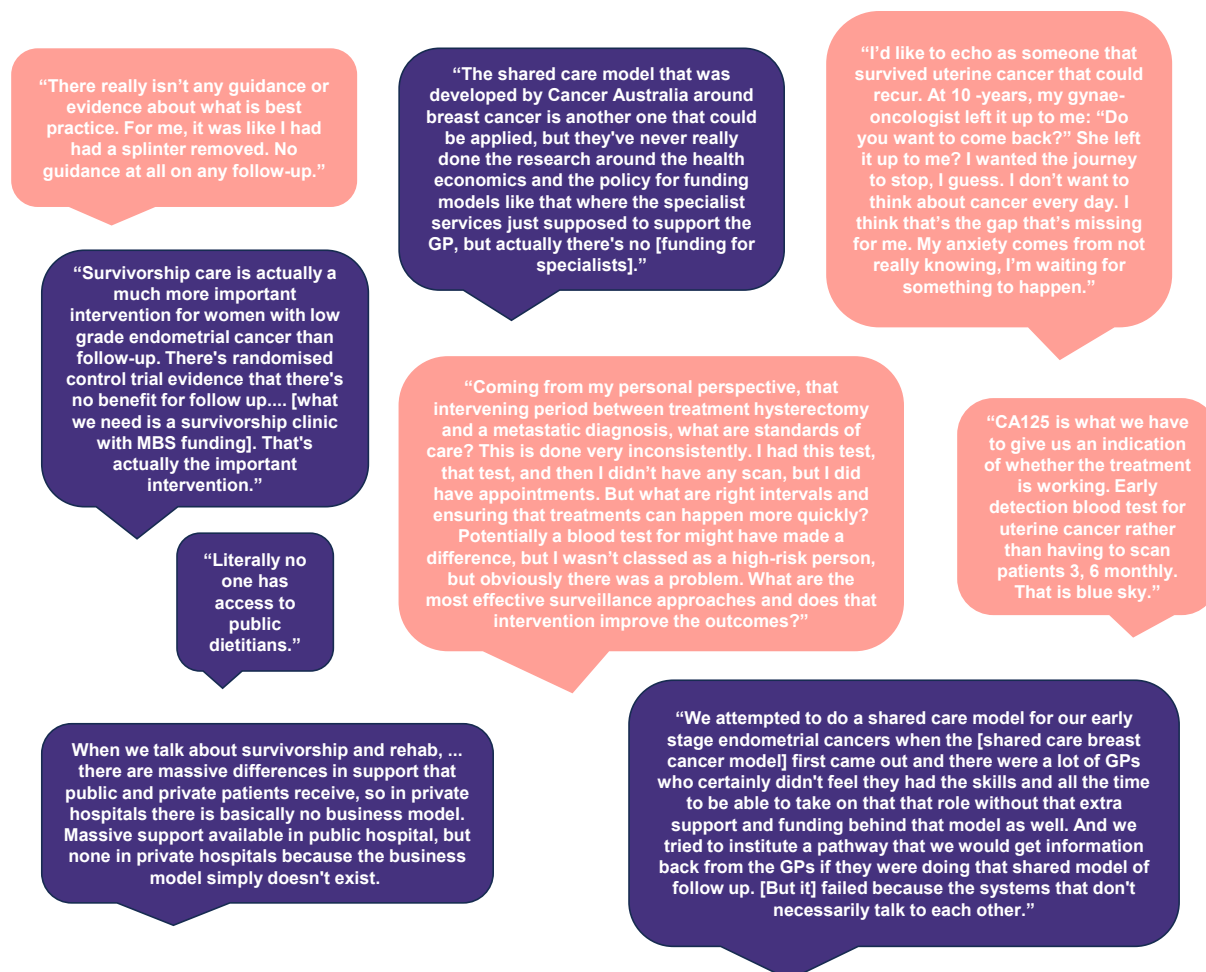 “There really isn’t any guidance or
evidence about what is best
practice. For me, it was like I had
had a splinter removed. No
guidance at all on any follow-up.”
“The shared care model that was
developed by Cancer Australia around
breast cancer is another one that could
be applied, but they've never really
done the research around the health
economics and the policy for funding
models like that where the specialist
services just supposed to support the
GP, but actually there's no [funding for
specialists].”
“I’d like to echo as someone that
survived uterine cancer that could
recur. At 10 -years, my gynae-
oncologist left it up to me: “Do
you want to come back?” She left
it up to me? I wanted the journey
to stop, I guess. I don’t want to
think about cancer every day. I
think that’s the gap that’s missing
for me. My anxiety comes from not
really knowing, I’m waiting for
something to happen.”
“Survivorship care is actually a
much more important
intervention for women with low
grade endometrial cancer than
follow-up. There's randomised
control trial evidence that there's
no benefit for follow up.... [what
we need is a survivorship clinic
with MBS funding]. That's
actually the important
intervention.”
“Coming from my personal perspective, that
intervening period between treatment hysterectomy
and a metastatic diagnosis, what are standards of
care? This is done very inconsistently. I had this test,
that test, and then I didn’t have any scan, but I did
have appointments. But what are right intervals and
ensuring that treatments can happen more quickly?
Potentially a blood test for might have made a
difference, but I wasn’t classed as a high-risk person,
but obviously there was a problem. What are the
most effective surveillance approaches and does that
intervention improve the outcomes?”
“CA125 is what we have
to give us an indication
of whether the treatment
is working. Early
detection blood test for
uterine cancer rather
than having to scan
patients 3, 6 monthly.
That is blue sky.”
“Literally no
one has
access to
public
dietitians.”
When we talk about survivorship and rehab, ...
there are massive differences in support that
public and private patients receive, so in private
hospitals there is basically no business model.
Massive support available in public hospital, but
none in private hospitals because the business
model simply doesn't exist.
“We attempted to do a shared care model for our early
stage endometrial cancers when the [shared care breast
cancer model] first came out and there were a lot of GPs
who certainly didn't feel they had the skills and all the time
to be able to take on that that role without that extra
support and funding behind that model as well. And we
tried to institute a pathway that we would get information
back from the GPs if they were doing that shared model of
follow up. [But it] failed because the systems that don't
necessarily talk to each other.”